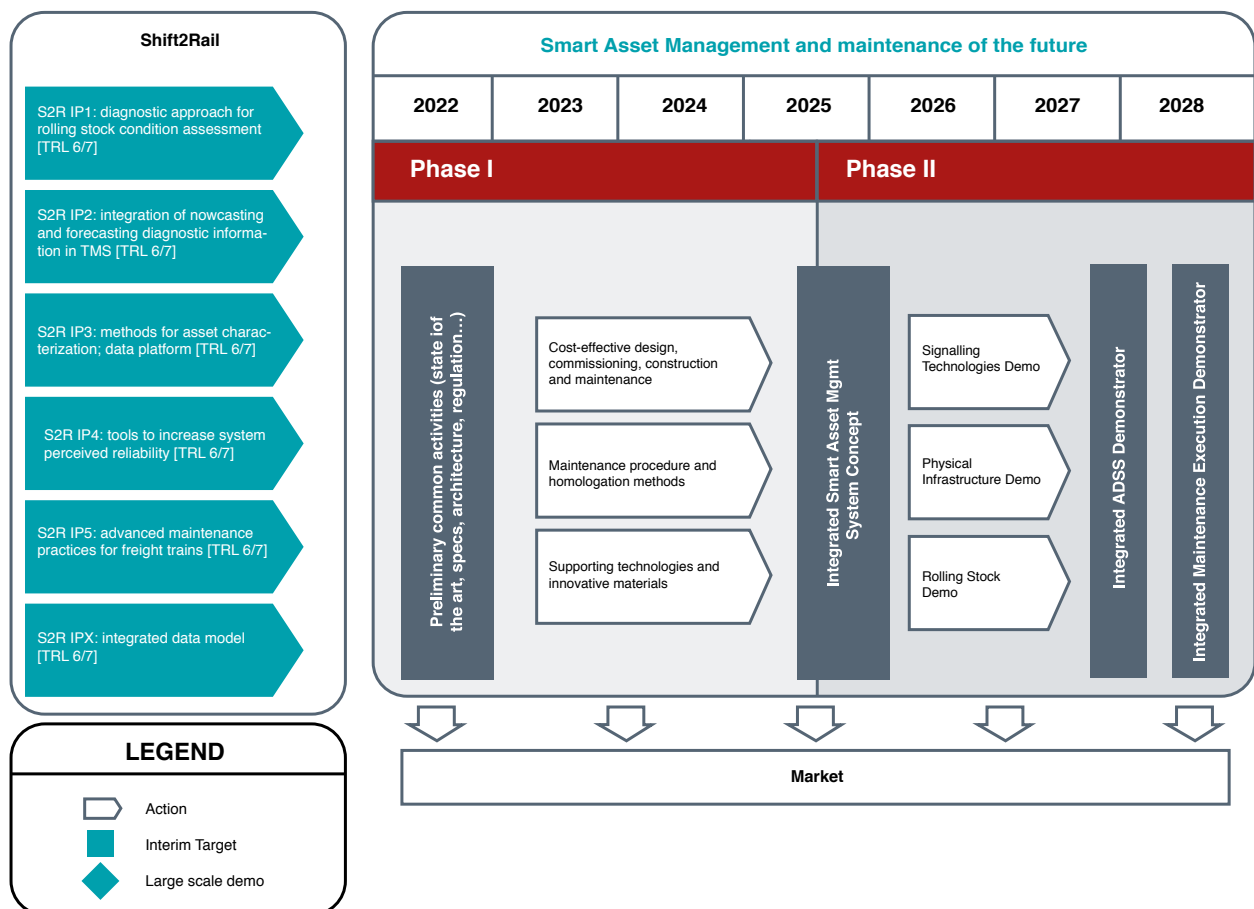 Shift2Rail
S2R IP1: diagnostic approach for
rolling stock condition assessment
[TRL 6/7]
S2R IP2: integration of nowcasting
and forecasting diagnostic informa-
tion in TMS [TRL 6/7]
S2R IP3: methods for asset charac-
terization; data platform [TRL 6/7]
S2R IP4: tools to increase system
perceived reliability [TRL 6/7]
S2R IP5: advanced maintenance
practices for freight trains [TRL 6/7]
S2R IPX: integrated data model
[TRL 6/7]
LEGEND
Action
Interim Target
Large scale demo
Smart Asset Management and maintenance of the future
2022 2023 2024 2025 2026 2027 2028
Phase I Phase II
Preliminary common activities (state iof
the art, specs, architecture, regulation...)
Cost-effective design,
commissioning, construction
and maintenance
Maintenance procedure and
homologation methods
Supporting technologies and
innovative materials
Integrated Smart Asset Mgmt
System Concept
Signalling
Technologies Demo
Physical
Infrastructure Demo
Rolling Stock
Demo
Integrated ADSS Demonstrator
Integrated Maintenance Execution Demonstrator
Market